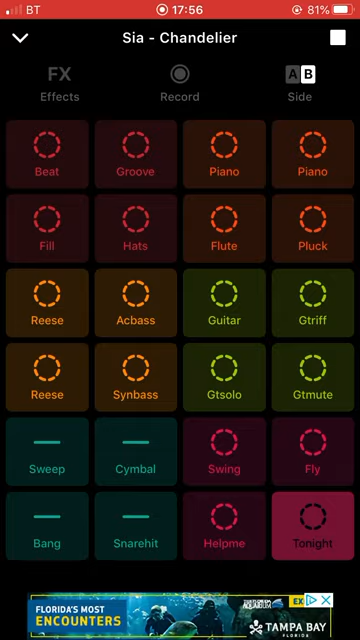 BT 17:56 81%
Sia - Chandelier
FX A B
Effects Record Side
Beat Groove Piano Piano
Fill Hats Flute Pluck
Reese Acbass Guitar Gtriff
Reese Synbass Gtsolo Gtmute
Sweep Cymbal Swing Fly
Bang Snarehit Helpme Tonight
FLORIDA'S MOST
ENCOUNTERS
TAMPA BAY
FLORIDA